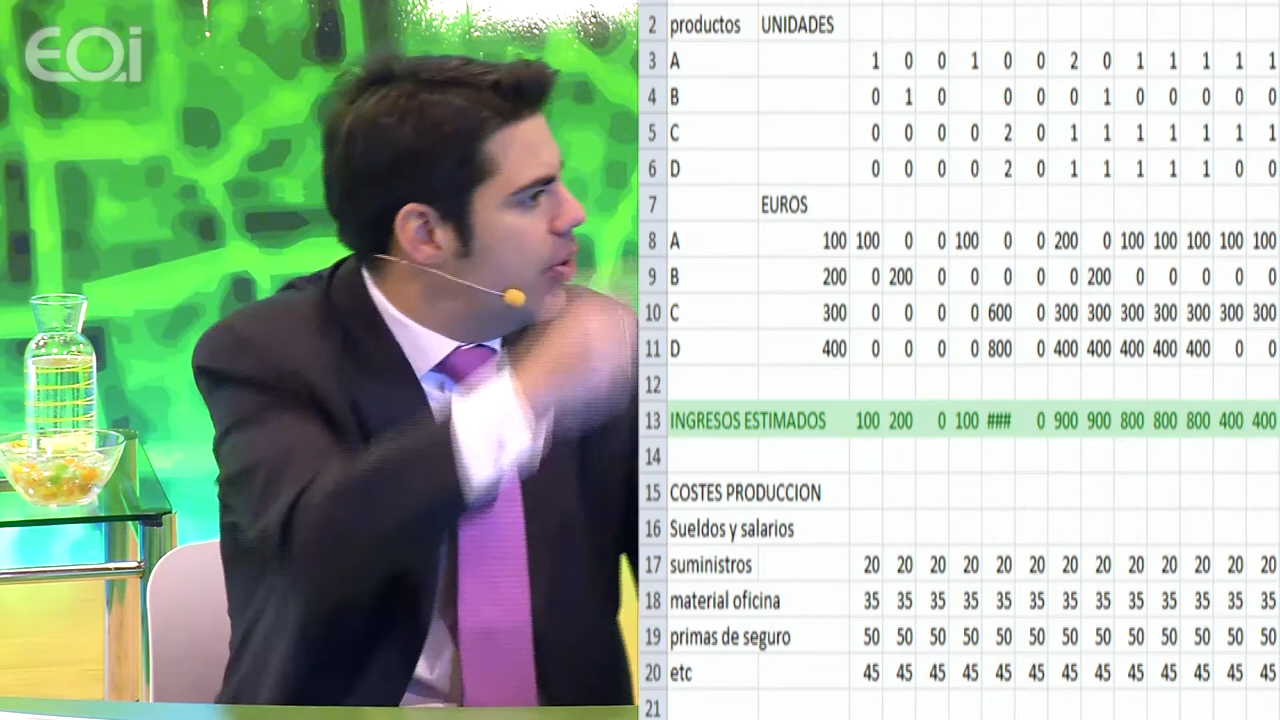 EOi
2 productos UNIDADES
3 A 1 0 0 1 0 0 2 0 1 1 1 1 1
4 B 0 1 0 0 0 0 1 0 0 0 0 0
5 C 0 0 0 0 2 0 1 1 1 1 1 1 1
6 D 0 0 0 0 2 0 1 1 1 1 1 0 0
7 EUROS
8 A 100 100 0 0 100 0 0 200 0 100 100 100 100 100
9 B 200 0 200 0 0 0 0 0 200 0 0 0 0 0
10 C 300 0 0 0 0 600 0 300 300 300 300 300 300 300
11 D 400 0 0 0 0 800 0 400 400 400 400 400 0 0
12
13 INGRESOS ESTIMADOS 100 200 0 100 ### 0 900 900 800 800 800 400 400
14
15 COSTES PRODUCCION
16 Sueldos y salarios
17 suministros 20 20 20 20 20 20 20 20 20 20 20 20 20
18 material oficina 35 35 35 35 35 35 35 35 35 35 35 35 35
19 primas de seguro 50 50 50 50 50 50 50 50 50 50 50 50 50
20 etc 45 45 45 45 45 45 45 45 45 45 45 45 45
21